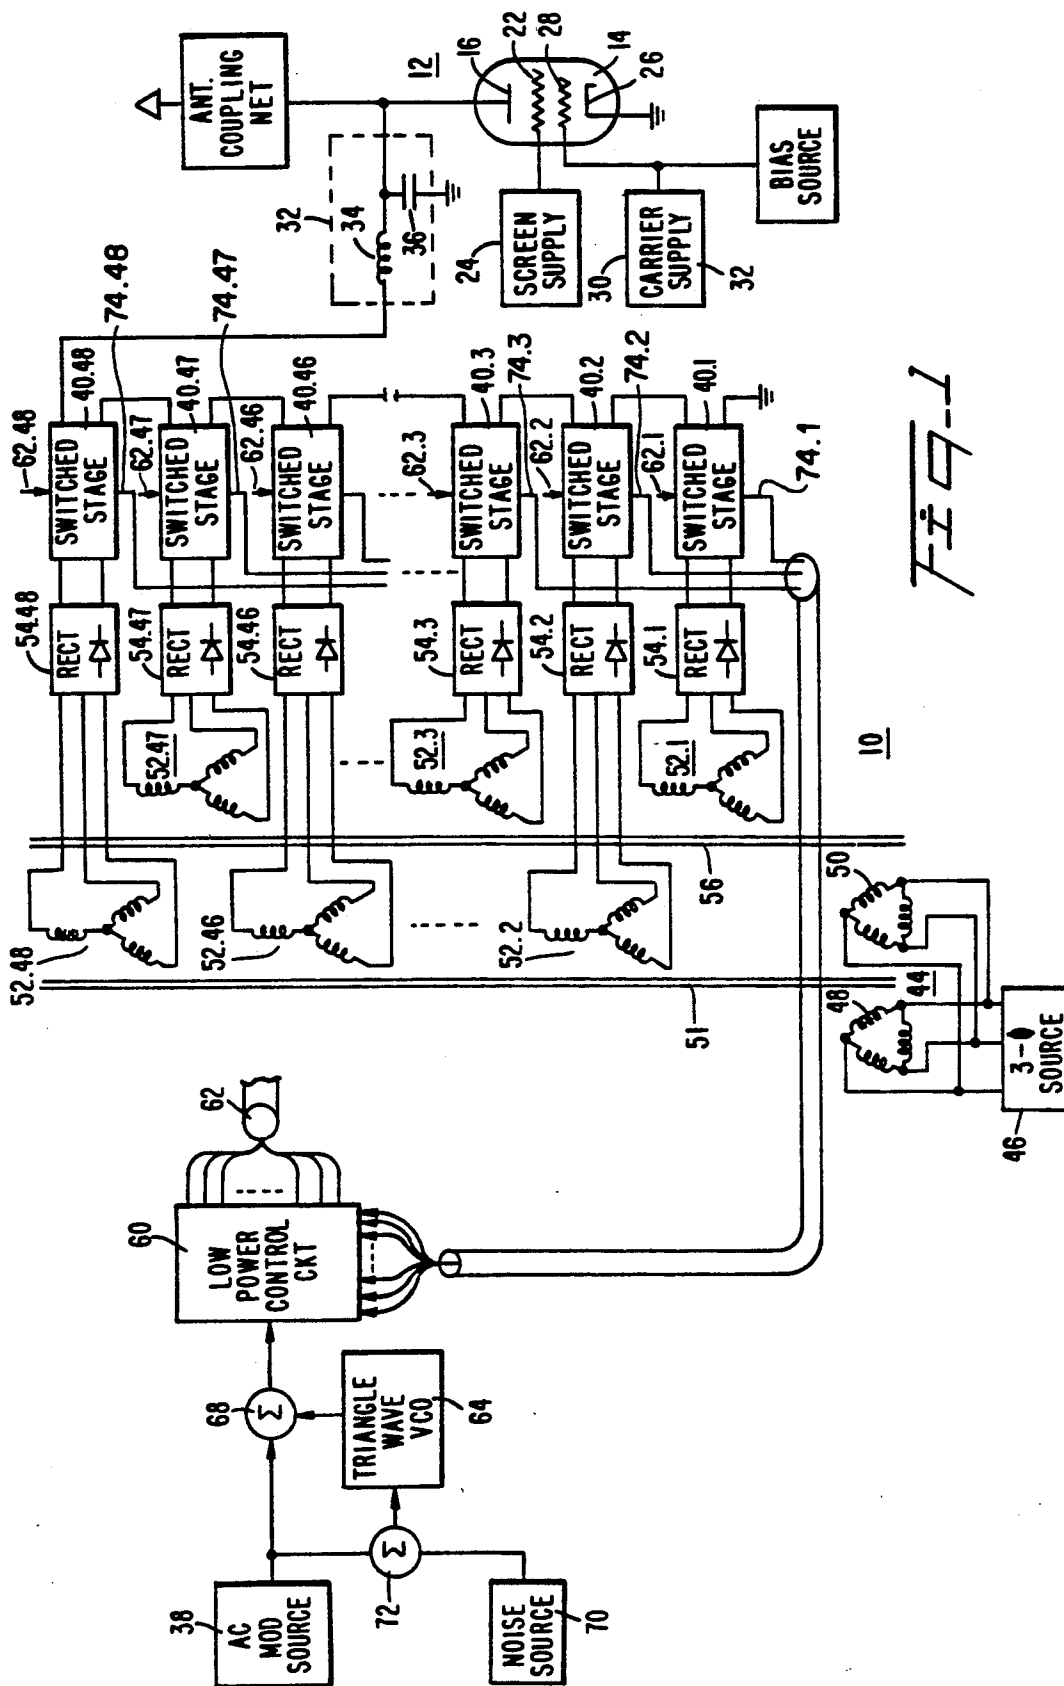 ANT.
COUPLING
NET
12
16
22
28
14
26
32
34
36
24
SCREEN
SUPPLY
30
CARRIER
SUPPLY
32
BIAS
SOURCE
62.48
SWITCHED
STAGE
40.48
74.48
62.47
SWITCHED
STAGE
40.47
74.47
62.46
SWITCHED
STAGE
40.46
62.3
SWITCHED
STAGE
40.3
74.3
62.2
SWITCHED
STAGE
40.2
74.2
62.1
SWITCHED
STAGE
40.1
74.1
54.48
RECT
54.47
RECT
54.46
RECT
54.3
RECT
54.2
RECT
54.1
RECT
52.47
52.3
52.1
52.48
52.46
52.2
56
51
10
50
48
44
46
3-ϕ
SOURCE
62
60
LOW
POWER
CONTROL
CKT
68
Σ
TRIANGLE
WAVE
VCO
64
38
AC
MOD
SOURCE
Σ
72
NOISE
SOURCE
70
Fig-1